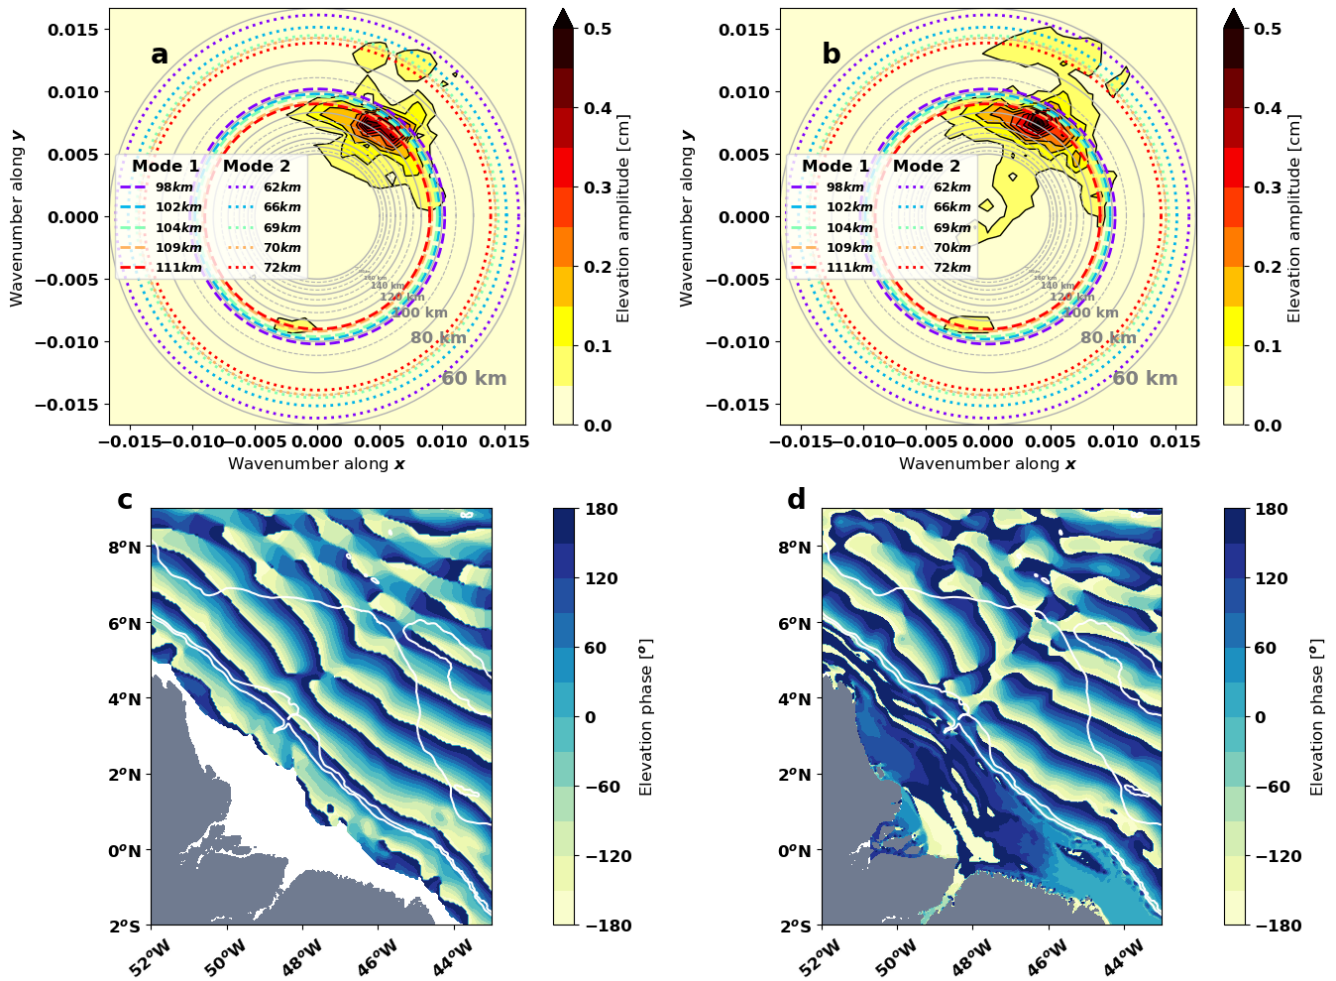 a
0.015
0.010
0.005
0.000
−0.005
−0.010
−0.015
Wavenumber along y
−0.015
−0.010
−0.005
0.000
0.005
0.010
0.015
Wavenumber along x
Mode 1 Mode 2
98km 62km
102km 66km
104km 69km
109km 70km
111km 72km
140 km
120 km
100 km
80 km
60 km
0.5
0.4
0.3
0.2
0.1
0.0
Elevation amplitude [cm]
b
0.015
0.010
0.005
0.000
−0.005
−0.010
−0.015
Wavenumber along y
−0.015
−0.010
−0.005
0.000
0.005
0.010
0.015
Wavenumber along x
Mode 1 Mode 2
98km 62km
102km 66km
104km 69km
109km 70km
111km 72km
140 km
120 km
100 km
80 km
60 km
0.5
0.4
0.3
0.2
0.1
0.0
Elevation amplitude [cm]
c
8°N
6°N
4°N
2°N
0°N
2°S
52°W
50°W
48°W
46°W
44°W
180
120
60
0
−60
−120
−180
Elevation phase [°]
d
8°N
6°N
4°N
2°N
0°N
2°S
52°W
50°W
48°W
46°W
44°W
180
120
60
0
−60
−120
−180
Elevation phase [°]